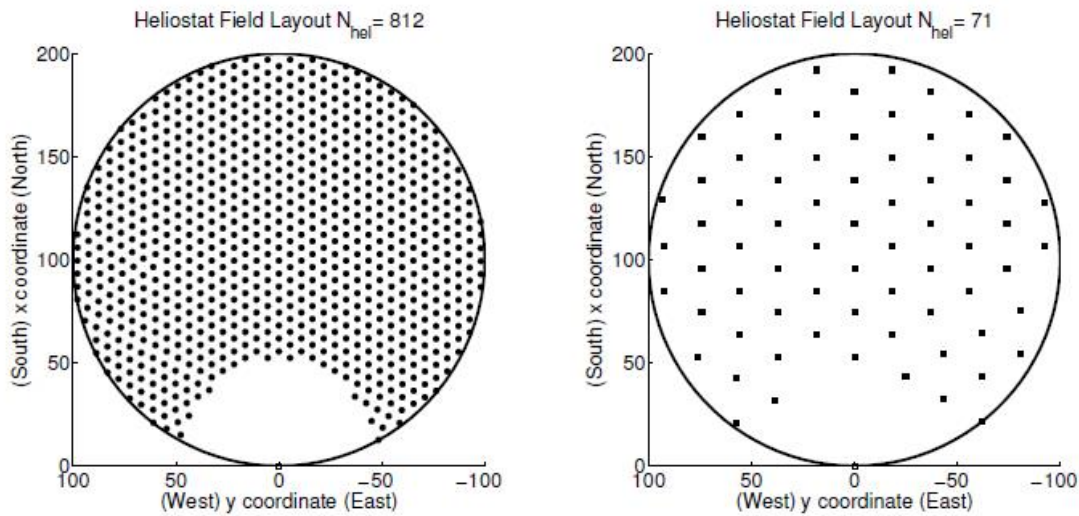 Heliostat Field Layout N_hel= 812
200
150
100
50
0
(South) x coordinate (North)
100 50 0 −50 −100
(West) y coordinate (East)
Heliostat Field Layout N_hel= 71
200
150
100
50
0
(South) x coordinate (North)
100 50 0 −50 −100
(West) y coordinate (East)